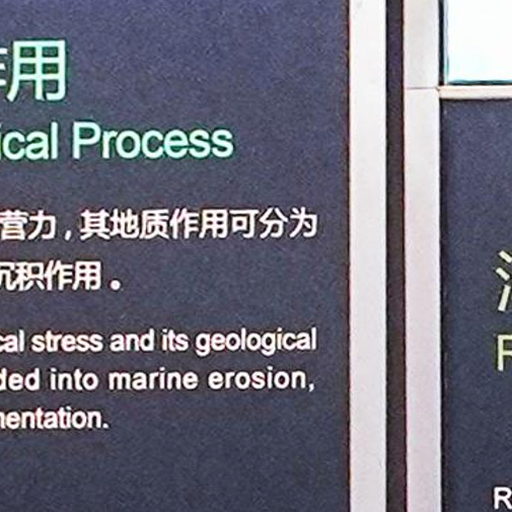 作用
ical Process
营力，其地质作用可分为
沉积作用。
cal stress and its geological
ded into marine erosion,
mentation.